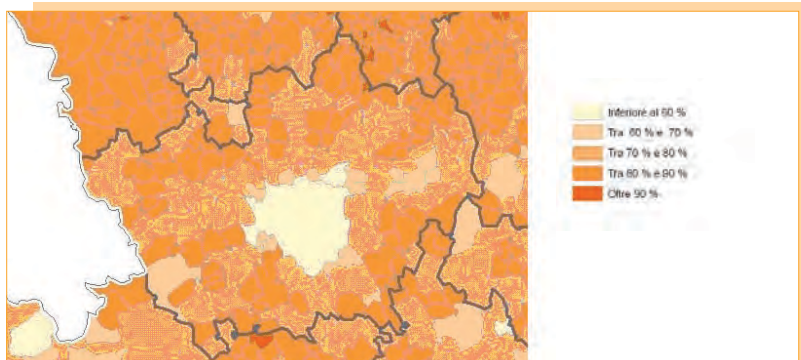 Inferiore al 60 %
Tra 60 % e 70 %
Tra 70 % e 80 %
Tra 80 % e 90 %
Oltre 90 %